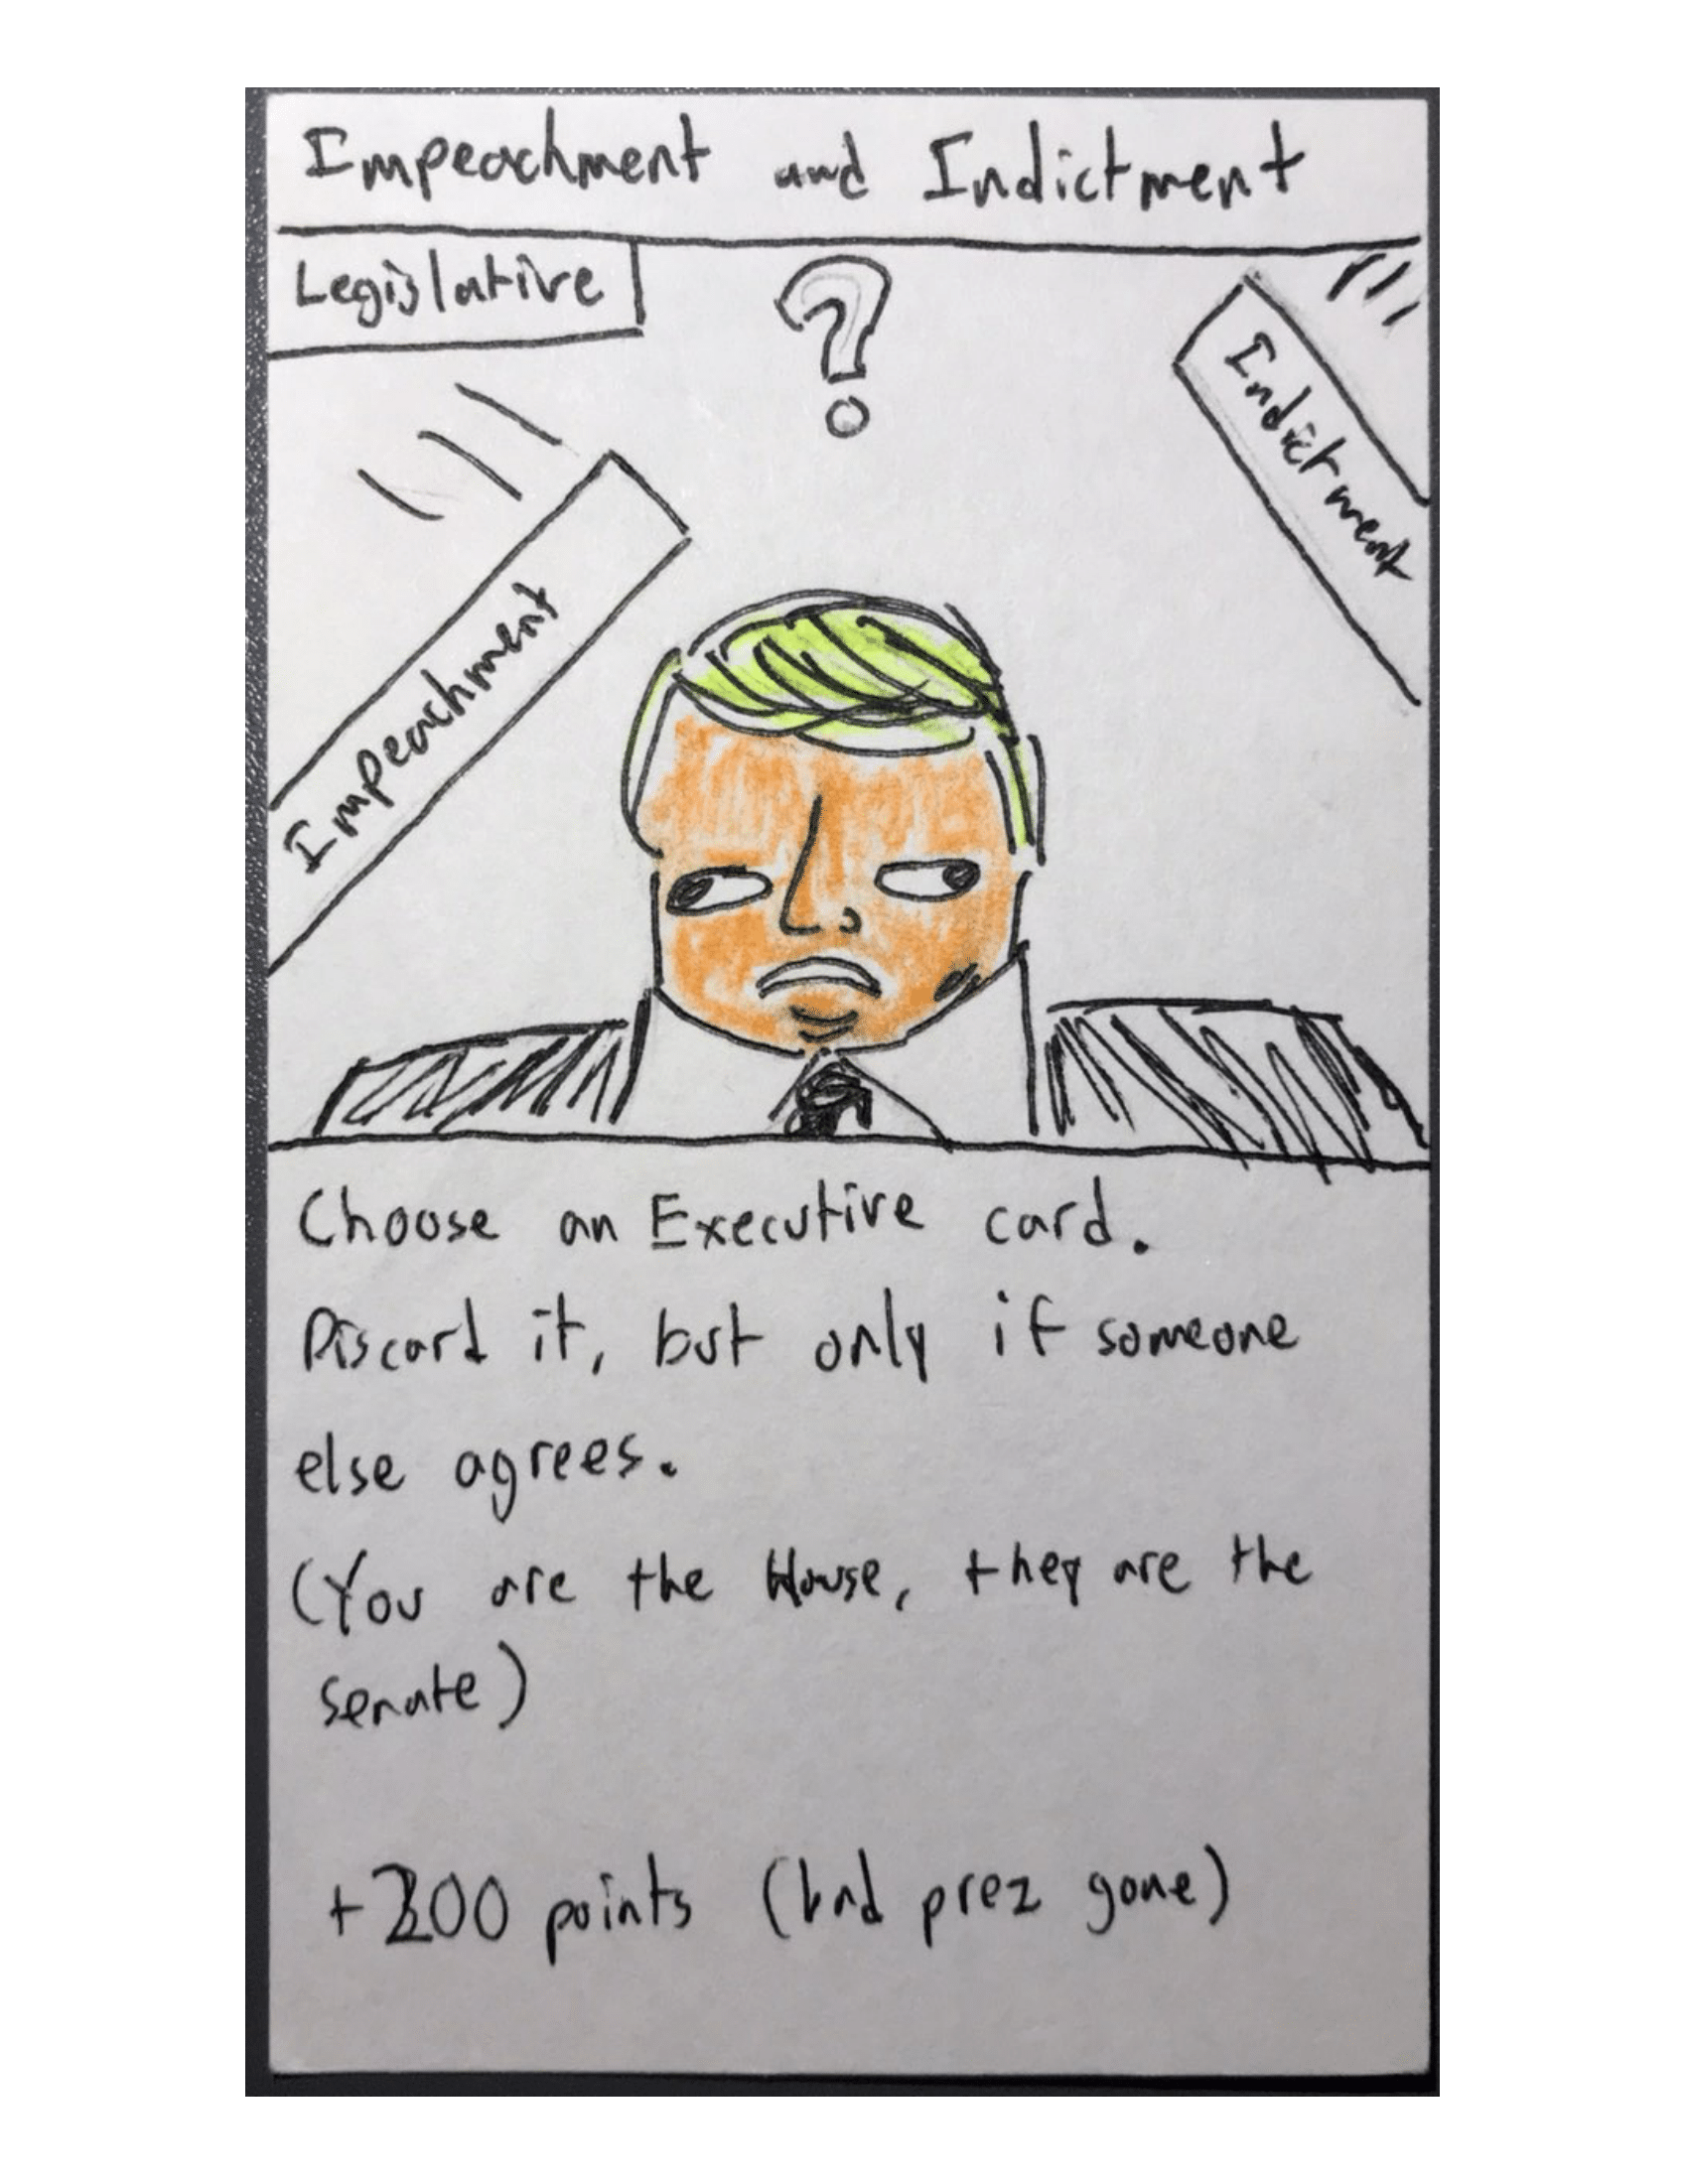 Impeachment and Indictment
Legislative
?
Indictment
Impeachment
Choose an Executive card.
Discard it, but only if someone
else agrees.
(You are the House, they are the
senate)
+200 points (bad prez gone)